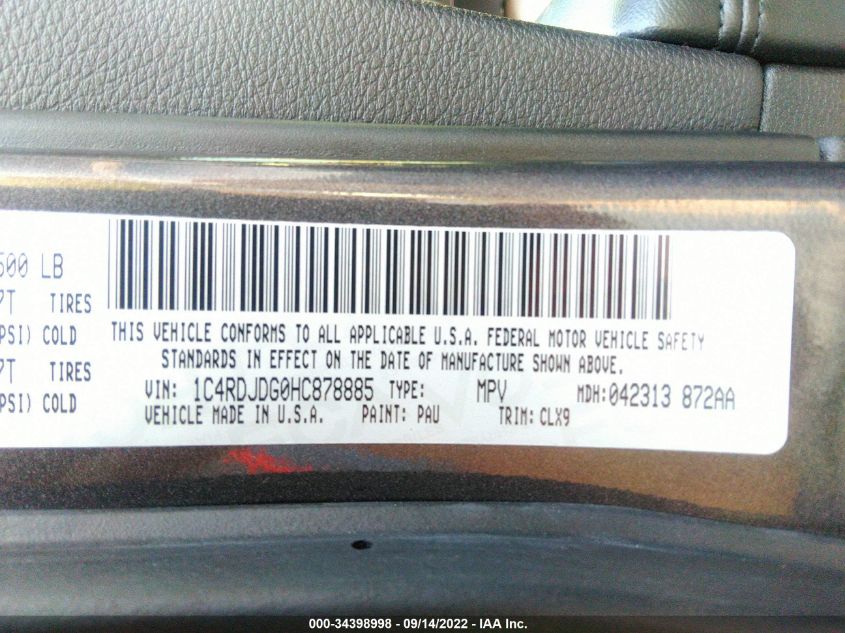 500 LB
7T TIRES
PSI) COLD
7T TIRES
PSI) COLD
THIS VEHICLE CONFORMS TO ALL APPLICABLE U.S.A. FEDERAL MOTOR VEHICLE SAFETY
STANDARDS IN EFFECT ON THE DATE OF MANUFACTURE SHOWN ABOVE.
VIN: 1C4RDJDG0HC878885 TYPE: MPV MDH:042313 872AA
VEHICLE MADE IN U.S.A. PAINT: PAU TRIM: CLX9
000-34398998 - 09/14/2022 - IAA Inc.